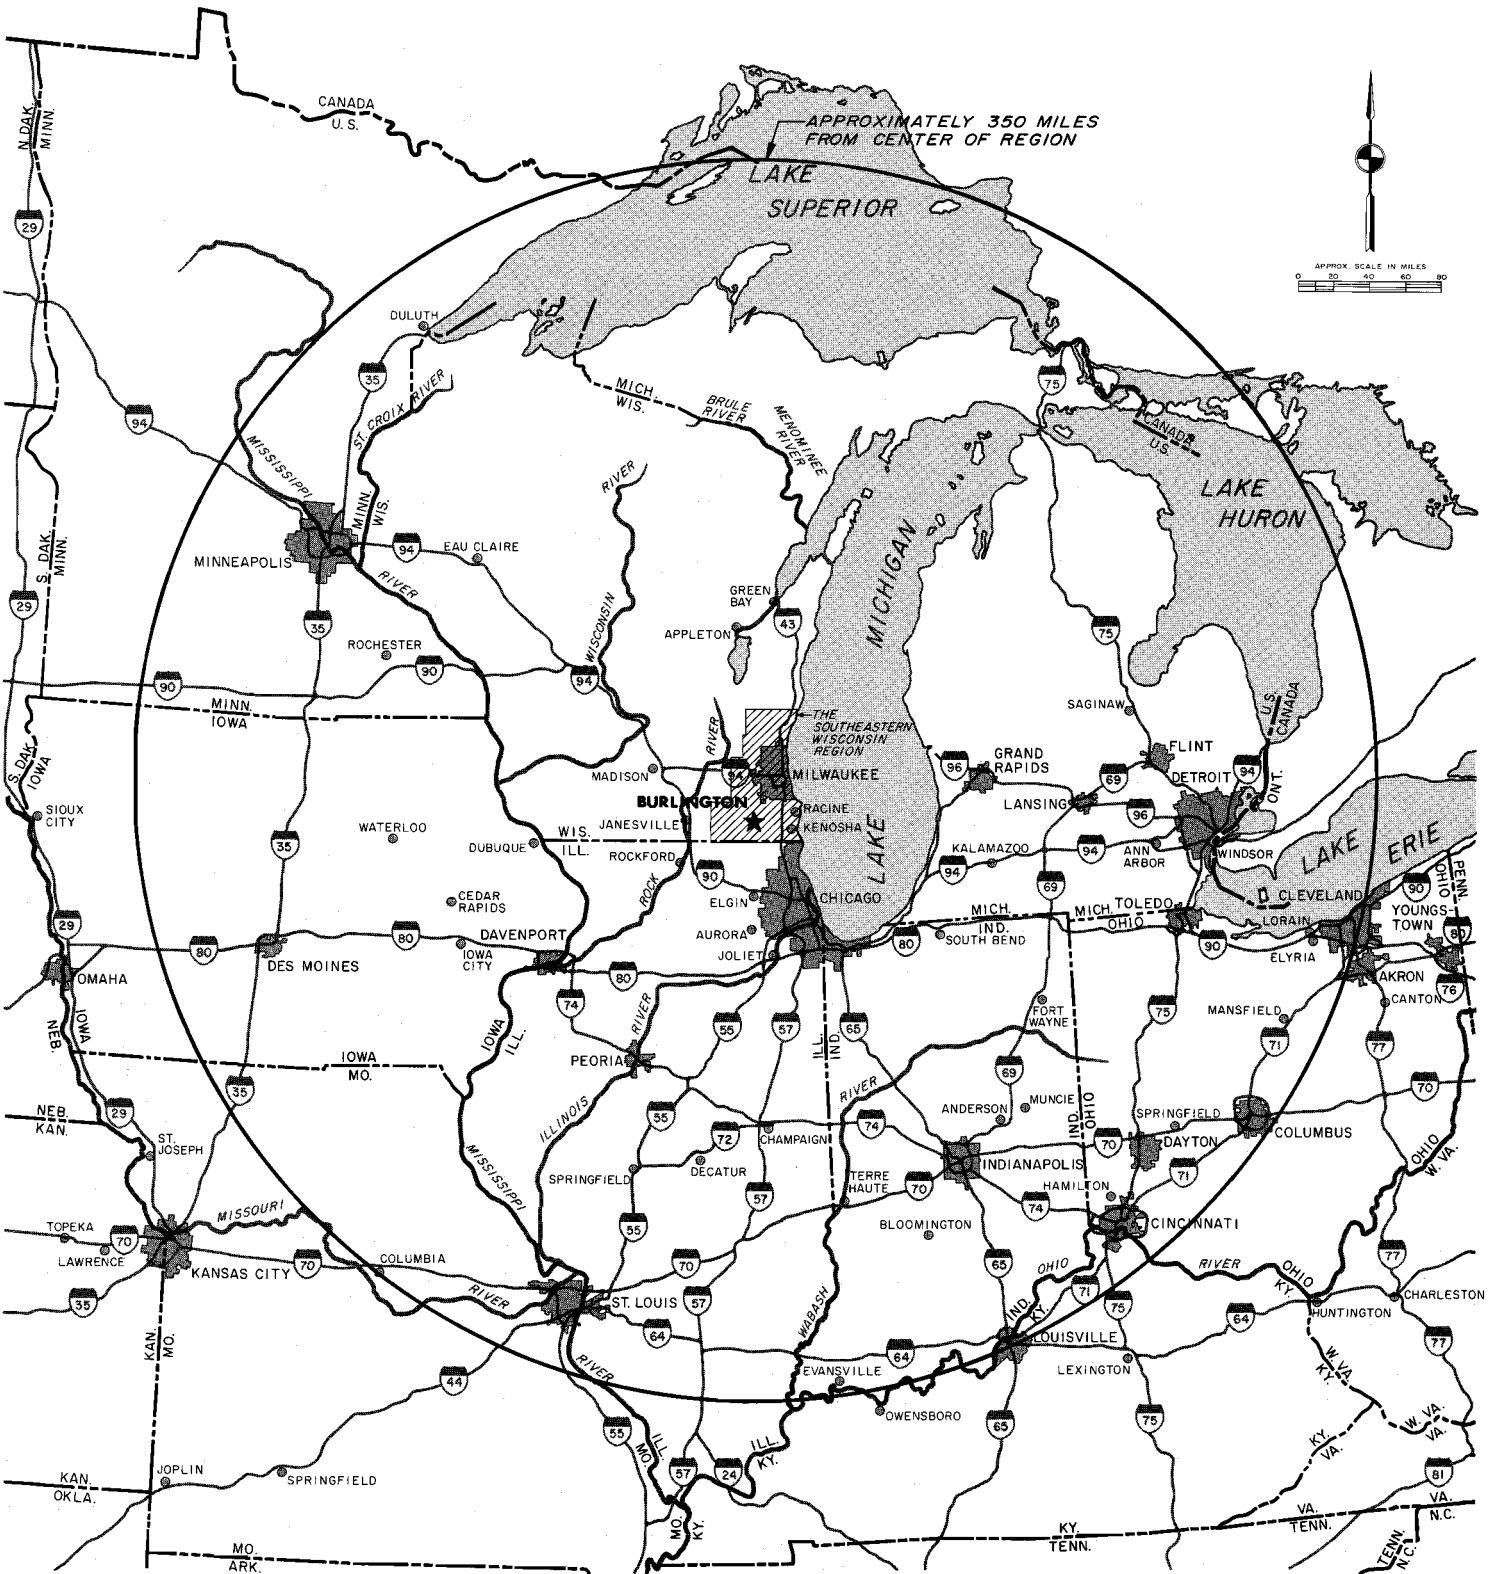 CANADA
U.S.
N. DAK.
MINN.
APPROXIMATELY 350 MILES
FROM CENTER OF REGION
LAKE
SUPERIOR
APPROX. SCALE IN MILES
0 20 40 60 80
29
DULUTH
35
ST. CROIX RIVER
94
MICH.
WIS.
BRULE
RIVER
MENOMINEE
RIVER
75
CANADA
U.S.
LAKE
HURON
MISSISSIPPI
RIVER
MINN.
WIS.
RIVER
WISCONSIN
MINNEAPOLIS
94
EAU CLAIRE
S. DAK.
MINN.
29
35
ROCHESTER
90
90
94
GREEN
BAY
APPLETON
43
LAKE
MICHIGAN
75
SAGINAW
MINN.
IOWA
S. DAK.
IOWA
SIOUX
CITY
RIVER
THE
SOUTHEASTERN
WISCONSIN
REGION
MADISON
94
MILWAUKEE
BURLINGTON
RACINE
JANESVILLE
KENOSHA
WIS.
ILL.
96
GRAND
RAPIDS
FLINT
69
DETROIT
94
U.S.
CANADA
ONT.
LANSING
96
ANN
ARBOR
WINDSOR
KALAMAZOO
94
94
LAKE
ERIE
WATERLOO
35
DUBUQUE
ROCKFORD
90
ROCK
ELGIN
CHICAGO
AURORA
JOLIET
69
MICH.
IND.
MICH.
OHIO
TOLEDO
CLEVELAND
LORAIN
90
PENN.
OHIO
YOUNGS-
TOWN
80
80
SOUTH BEND
90
ELYRIA
AKRON
76
CANTON
CEDAR
RAPIDS
29
80
80
DAVENPORT
IOWA
CITY
DES MOINES
OMAHA
80
74
IOWA
NEB.
IOWA
ILL.
RIVER
55
57
65
ILL.
IND.
FORT
WAYNE
75
MANSFIELD
71
77
PEORIA
IOWA
MO.
35
29
NEB.
KAN.
ILLINOIS
69
RIVER
70
55
72
CHAMPAIGN
74
ANDERSON
MUNCIE
IND.
OHIO
SPRINGFIELD
COLUMBUS
ST.
JOSEPH
MISSISSIPPI
SPRINGFIELD
DECATUR
57
TERRE
HAUTE
70
INDIANAPOLIS
70
DAYTON
71
HAMILTON
OHIO
W. VA.
MISSOURI
TOPEKA
70
LAWRENCE
KANSAS CITY
70
COLUMBIA
55
BLOOMINGTON
74
CINCINNATI
35
RIVER
ST. LOUIS
70
57
WABASH
65
OHIO
71
75
RIVER
OHIO
KY.
77
CHARLESTON
HUNTINGTON
64
IND.
KY.
LOUISVILLE
64
64
KAN.
MO.
44
RIVER
EVANSVILLE
LEXINGTON
77
W. VA.
KY.
OWENSBORO
65
75
55
ILL.
MO.
ILL.
KY.
W. VA.
VA.
KY.
VA.
KAN.
OKLA.
JOPLIN
SPRINGFIELD
57
24
81
MO.
KY.
KY.
TENN.
VA.
TENN.
VA.
N.C.
MO.
ARK.
TENN.
N.C.